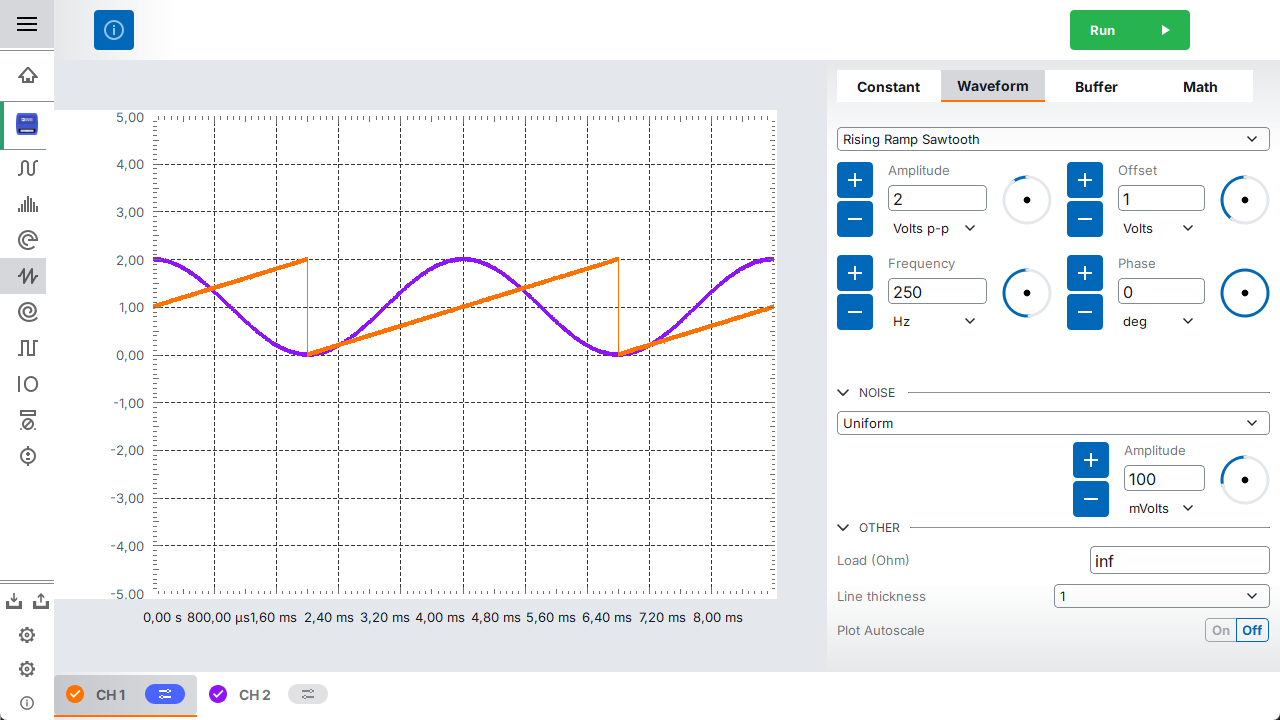 Run
Constant
Waveform
Buffer
Math
5,00
4,00
3,00
2,00
1,00
0,00
-1,00
-2,00
-3,00
-4,00
-5,00
0,00 s 800,00 µs 1,60 ms 2,40 ms 3,20 ms 4,00 ms 4,80 ms 5,60 ms 6,40 ms 7,20 ms 8,00 ms
Rising Ramp Sawtooth
Amplitude
2
Volts p-p
Offset
1
Volts
Frequency
250
Hz
Phase
0
deg
NOISE
Uniform
Amplitude
100
mVolts
OTHER
Load (Ohm)
inf
Line thickness
1
Plot Autoscale
On Off
CH 1
CH 2